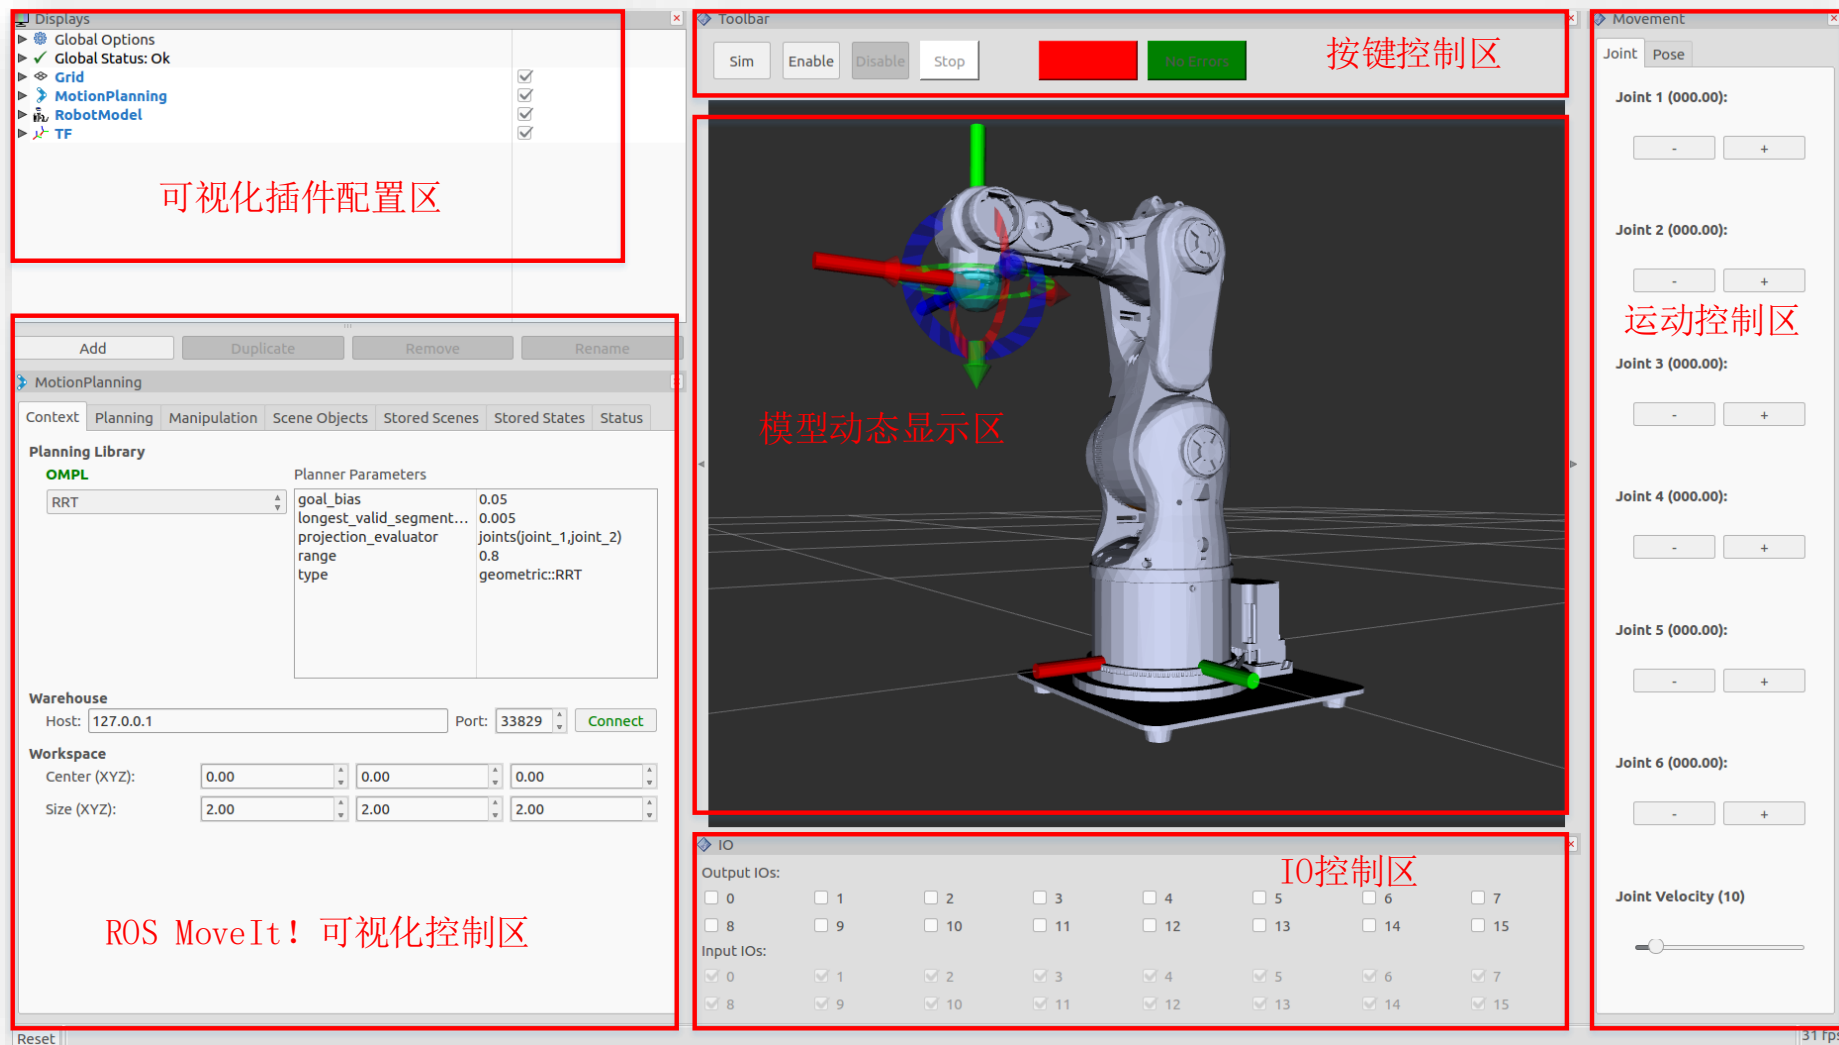 Displays
Global Options
Global Status: Ok
Grid
MotionPlanning
RobotModel
TF
可视化插件配置区
Add Duplicate Remove Rename
MotionPlanning
Context Planning Manipulation Scene Objects Stored Scenes Stored States Status
Planning Library
OMPL
RRT
Planner Parameters
goal_bias 0.05
longest_valid_segment... 0.005
projection_evaluator joints(joint_1,joint_2)
range 0.8
type geometric::RRT
Warehouse
Host: 127.0.0.1 Port: 33829 Connect
Workspace
Center (XYZ): 0.00 0.00 0.00
Size (XYZ): 2.00 2.00 2.00
ROS MoveIt! 可视化控制区
Reset
Toolbar
Sim Enable Disable Stop No Errors
按键控制区
模型动态显示区
IO
IO控制区
Output IOs:
0 1 2 3 4 5 6 7
8 9 10 11 12 13 14 15
Input IOs:
0 1 2 3 4 5 6 7
8 9 10 11 12 13 14 15
Movement
Joint Pose
Joint 1 (000.00):
- +
Joint 2 (000.00):
- +
运动控制区
Joint 3 (000.00):
- +
Joint 4 (000.00):
- +
Joint 5 (000.00):
- +
Joint 6 (000.00):
- +
Joint Velocity (10)
31 fps